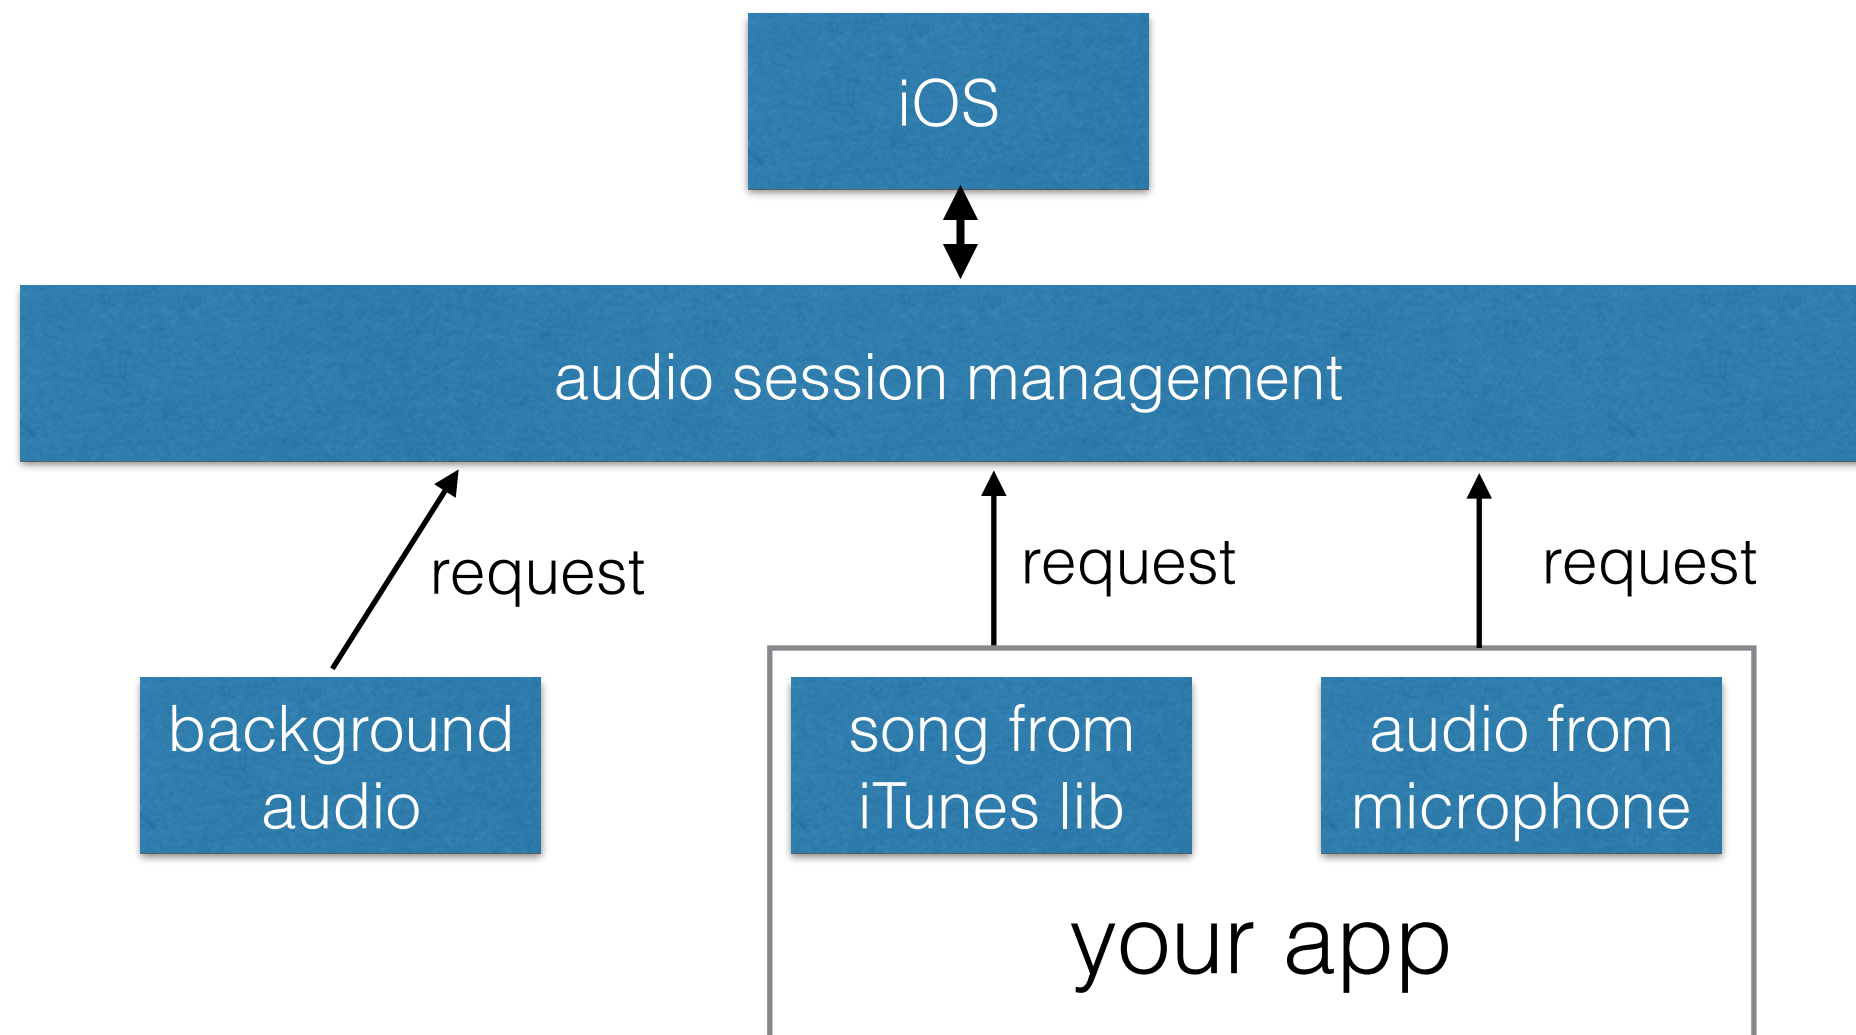 iOS
audio session management
request
request
request
background
audio
song from
iTunes lib
audio from
microphone
your app